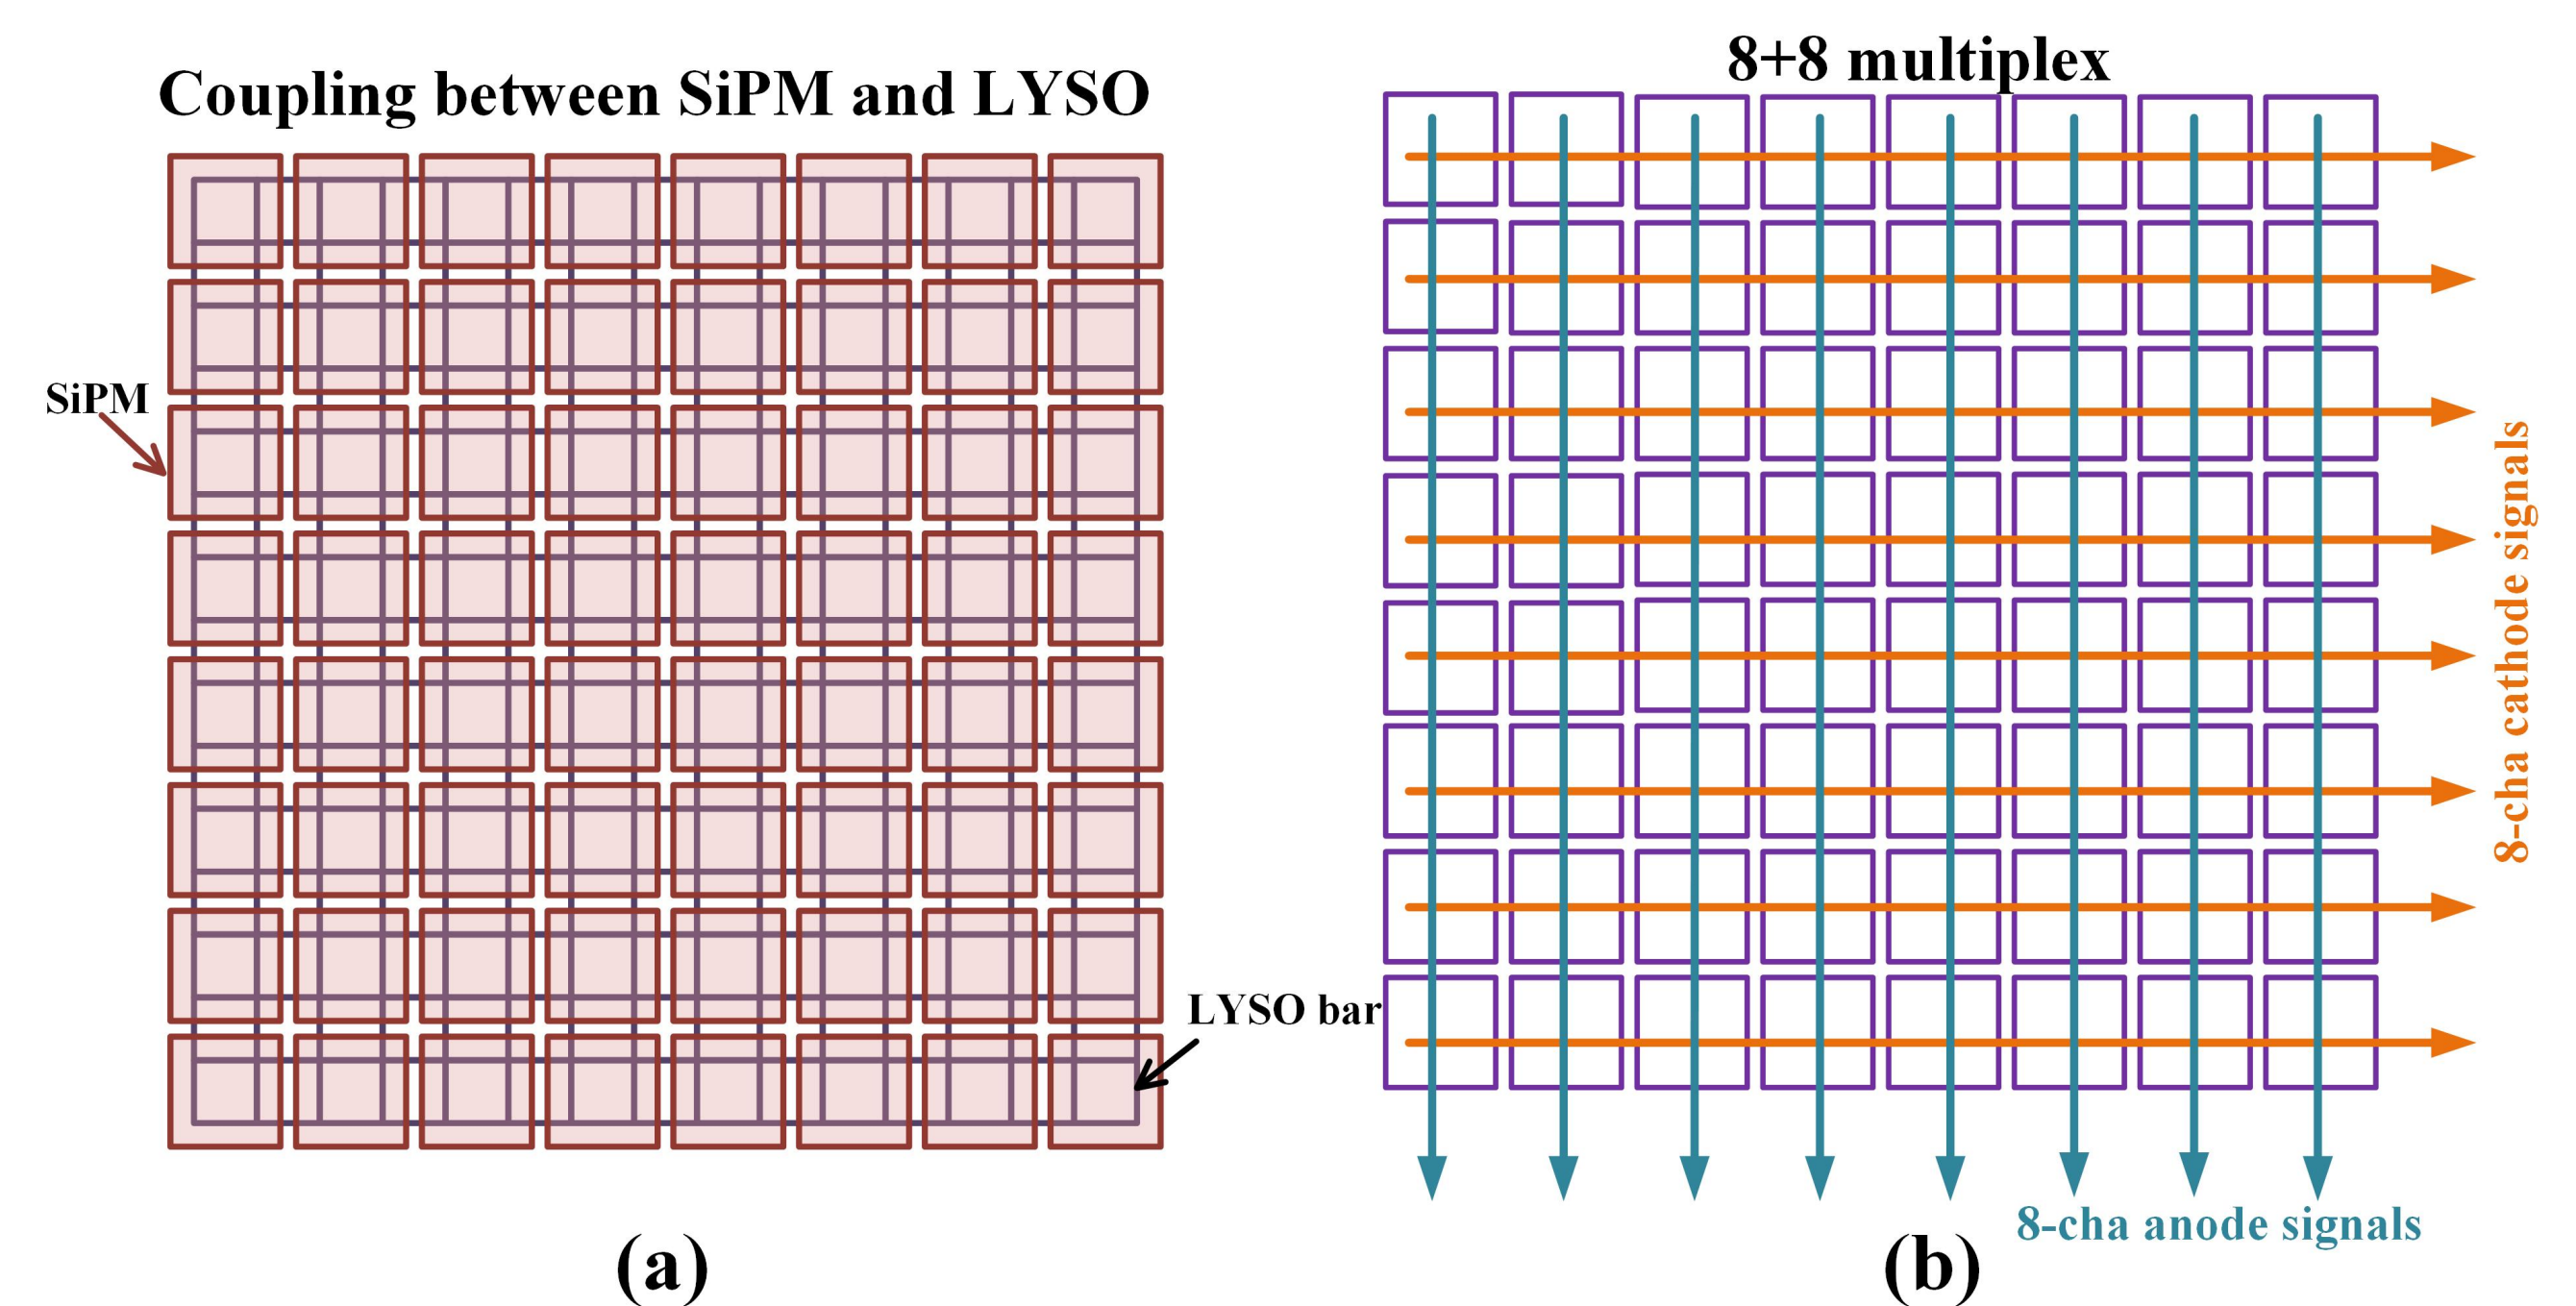 Coupling between SiPM and LYSO
SiPM
LYSO bar
(a)
8+8 multiplex
8-cha cathode signals
8-cha anode signals
(b)